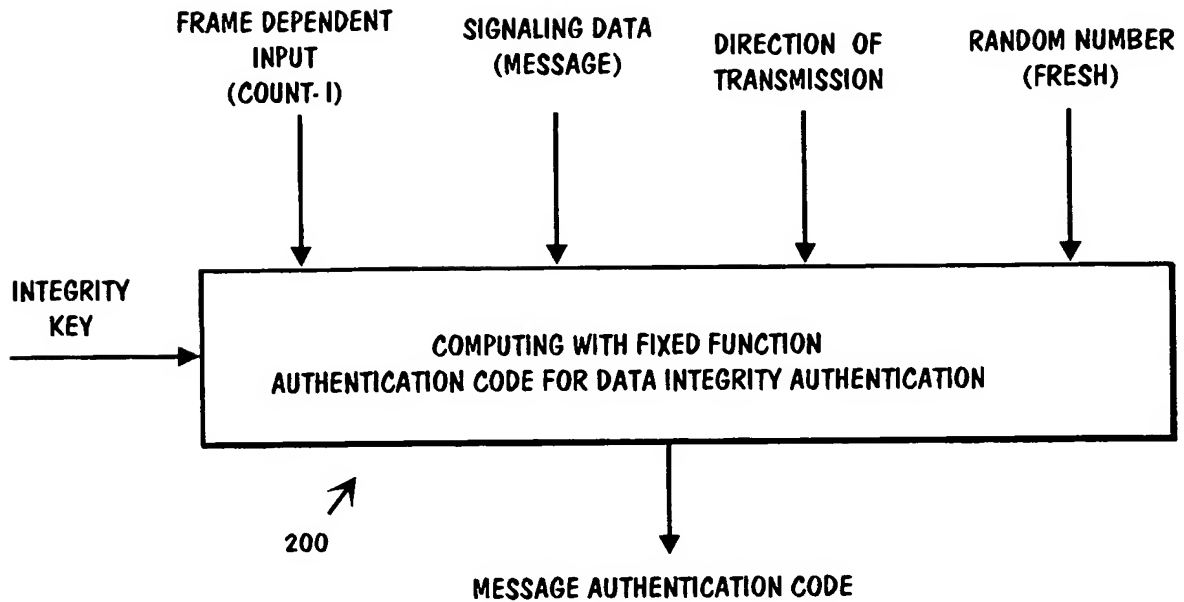 FRAME DEPENDENT
INPUT
(COUNT-I)
SIGNALING DATA
(MESSAGE)
DIRECTION OF
TRANSMISSION
RANDOM NUMBER
(FRESH)
INTEGRITY
KEY
COMPUTING WITH FIXED FUNCTION
AUTHENTICATION CODE FOR DATA INTEGRITY AUTHENTICATION
200
MESSAGE AUTHENTICATION CODE